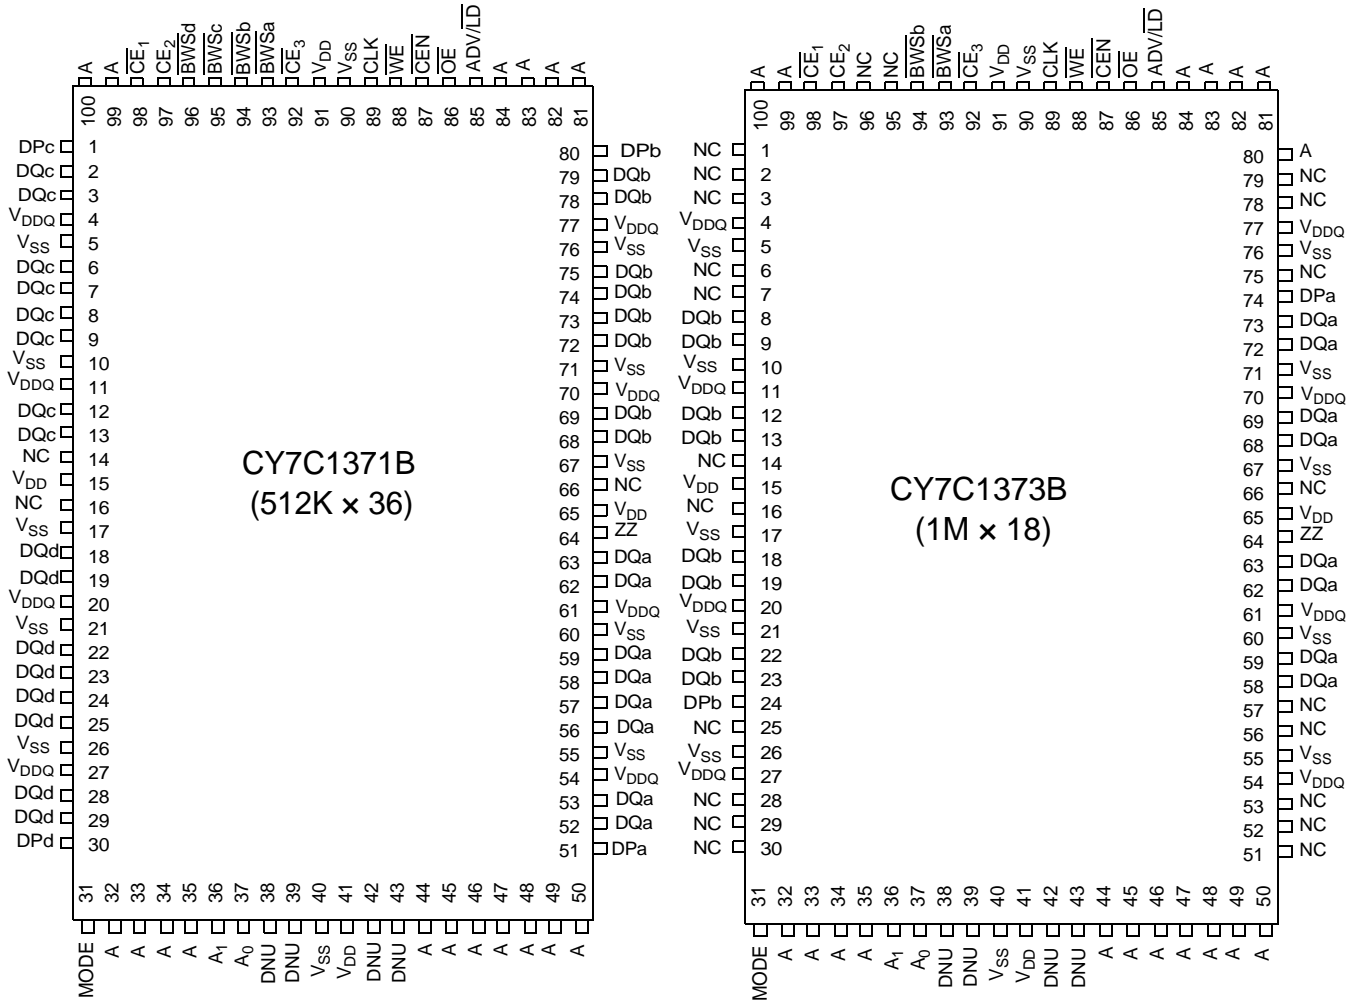 A A CE1 CE2 BWSd BWSc BWSb BWSa CE3 VDD VSS CLK WE CEN OE ADV/LD A A A A
100 99 98 97 96 95 94 93 92 91 90 89 88 87 86 85 84 83 82 81
DPc 1
DQc 2
DQc 3
VDDQ 4
VSS 5
DQc 6
DQc 7
DQc 8
DQc 9
VSS 10
VDDQ 11
DQc 12
DQc 13
NC 14
VDD 15
NC 16
VSS 17
DQd 18
DQd 19
VDDQ 20
VSS 21
DQd 22
DQd 23
DQd 24
DQd 25
VSS 26
VDDQ 27
DQd 28
DQd 29
DPd 30
CY7C1371B
(512K × 36)
80 DPb
79 DQb
78 DQb
77 VDDQ
76 VSS
75 DQb
74 DQb
73 DQb
72 DQb
71 VSS
70 VDDQ
69 DQb
68 DQb
67 VSS
66 NC
65 VDD
64 ZZ
63 DQa
62 DQa
61 VDDQ
60 VSS
59 DQa
58 DQa
57 DQa
56 DQa
55 VSS
54 VDDQ
53 DQa
52 DQa
51 DPa
31 32 33 34 35 36 37 38 39 40 41 42 43 44 45 46 47 48 49 50
MODE A A A A A1 A0 DNU DNU VSS VDD DNU DNU A A A A A A A
A A CE1 CE2 NC NC BWSb BWSa CE3 VDD VSS CLK WE CEN OE ADV/LD A A A A
100 99 98 97 96 95 94 93 92 91 90 89 88 87 86 85 84 83 82 81
NC 1
NC 2
NC 3
VDDQ 4
VSS 5
NC 6
NC 7
DQb 8
DQb 9
VSS 10
VDDQ 11
DQb 12
DQb 13
NC 14
VDD 15
NC 16
VSS 17
DQb 18
DQb 19
VDDQ 20
VSS 21
DQb 22
DQb 23
DPb 24
NC 25
VSS 26
VDDQ 27
NC 28
NC 29
NC 30
CY7C1373B
(1M × 18)
80 A
79 NC
78 NC
77 VDDQ
76 VSS
75 NC
74 DPa
73 DQa
72 DQa
71 VSS
70 VDDQ
69 DQa
68 DQa
67 VSS
66 NC
65 VDD
64 ZZ
63 DQa
62 DQa
61 VDDQ
60 VSS
59 DQa
58 DQa
57 NC
56 NC
55 VSS
54 VDDQ
53 NC
52 NC
51 NC
31 32 33 34 35 36 37 38 39 40 41 42 43 44 45 46 47 48 49 50
MODE A A A A A1 A0 DNU DNU VSS VDD DNU DNU A A A A A A A